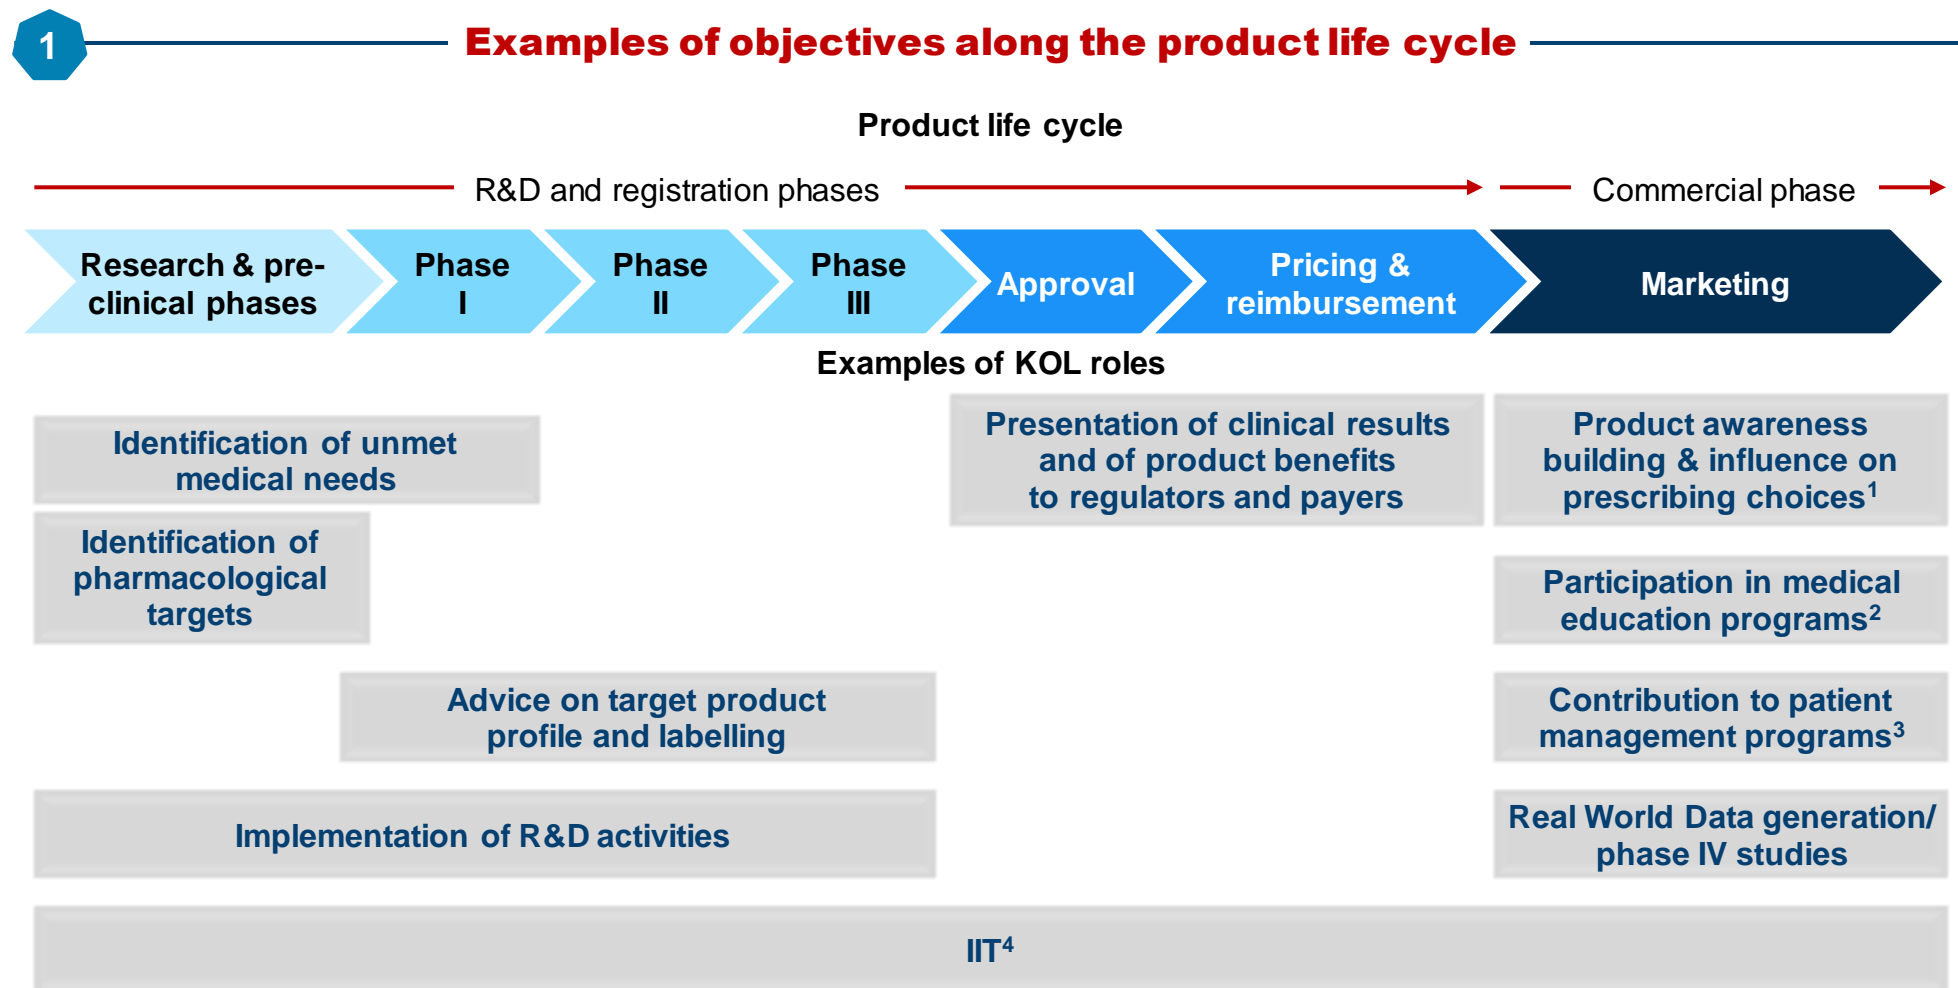 1
Examples of objectives along the product life cycle
Product life cycle
R&D and registration phases
Commercial phase
Research & pre-
clinical phases
Phase
I
Phase
II
Phase
III
Approval
Pricing &
reimbursement
Marketing
Examples of KOL roles
Identification of unmet
medical needs
Presentation of clinical results
and of product benefits
to regulators and payers
Product awareness
building & influence on
prescribing choices¹
Identification of
pharmacological
targets
Participation in medical
education programs²
Advice on target product
profile and labelling
Contribution to patient
management programs³
Implementation of R&D activities
Real World Data generation/
phase IV studies
IIT⁴